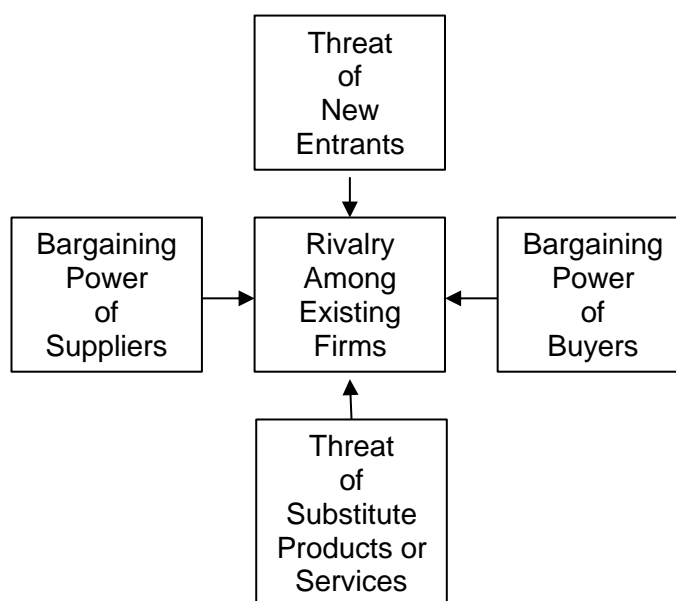 Threat
of
New
Entrants
Bargaining
Power
of
Suppliers
Rivalry
Among
Existing
Firms
Bargaining
Power
of
Buyers
Threat
of
Substitute
Products or
Services